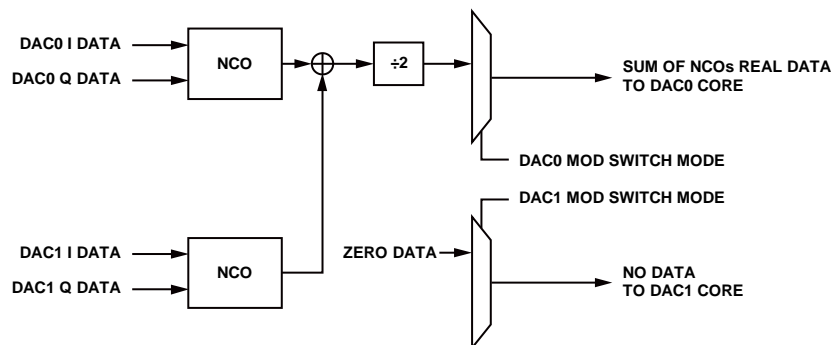 DAC0 I DATA
DAC0 Q DATA
NCO
÷2
SUM OF NCOs REAL DATA
TO DAC0 CORE
DAC0 MOD SWITCH MODE
DAC1 MOD SWITCH MODE
DAC1 I DATA
DAC1 Q DATA
NCO
ZERO DATA
NO DATA
TO DAC1 CORE